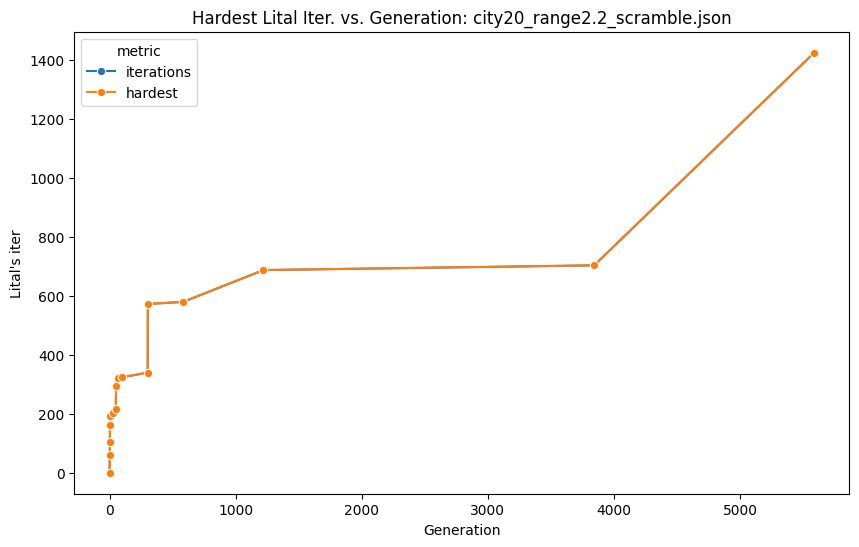 Hardest Lital Iter. vs. Generation: city20_range2.2_scramble.json
metric
iterations
hardest
1400
1200
1000
800
600
400
200
0
Lital's iter
0 1000 2000 3000 4000 5000
Generation